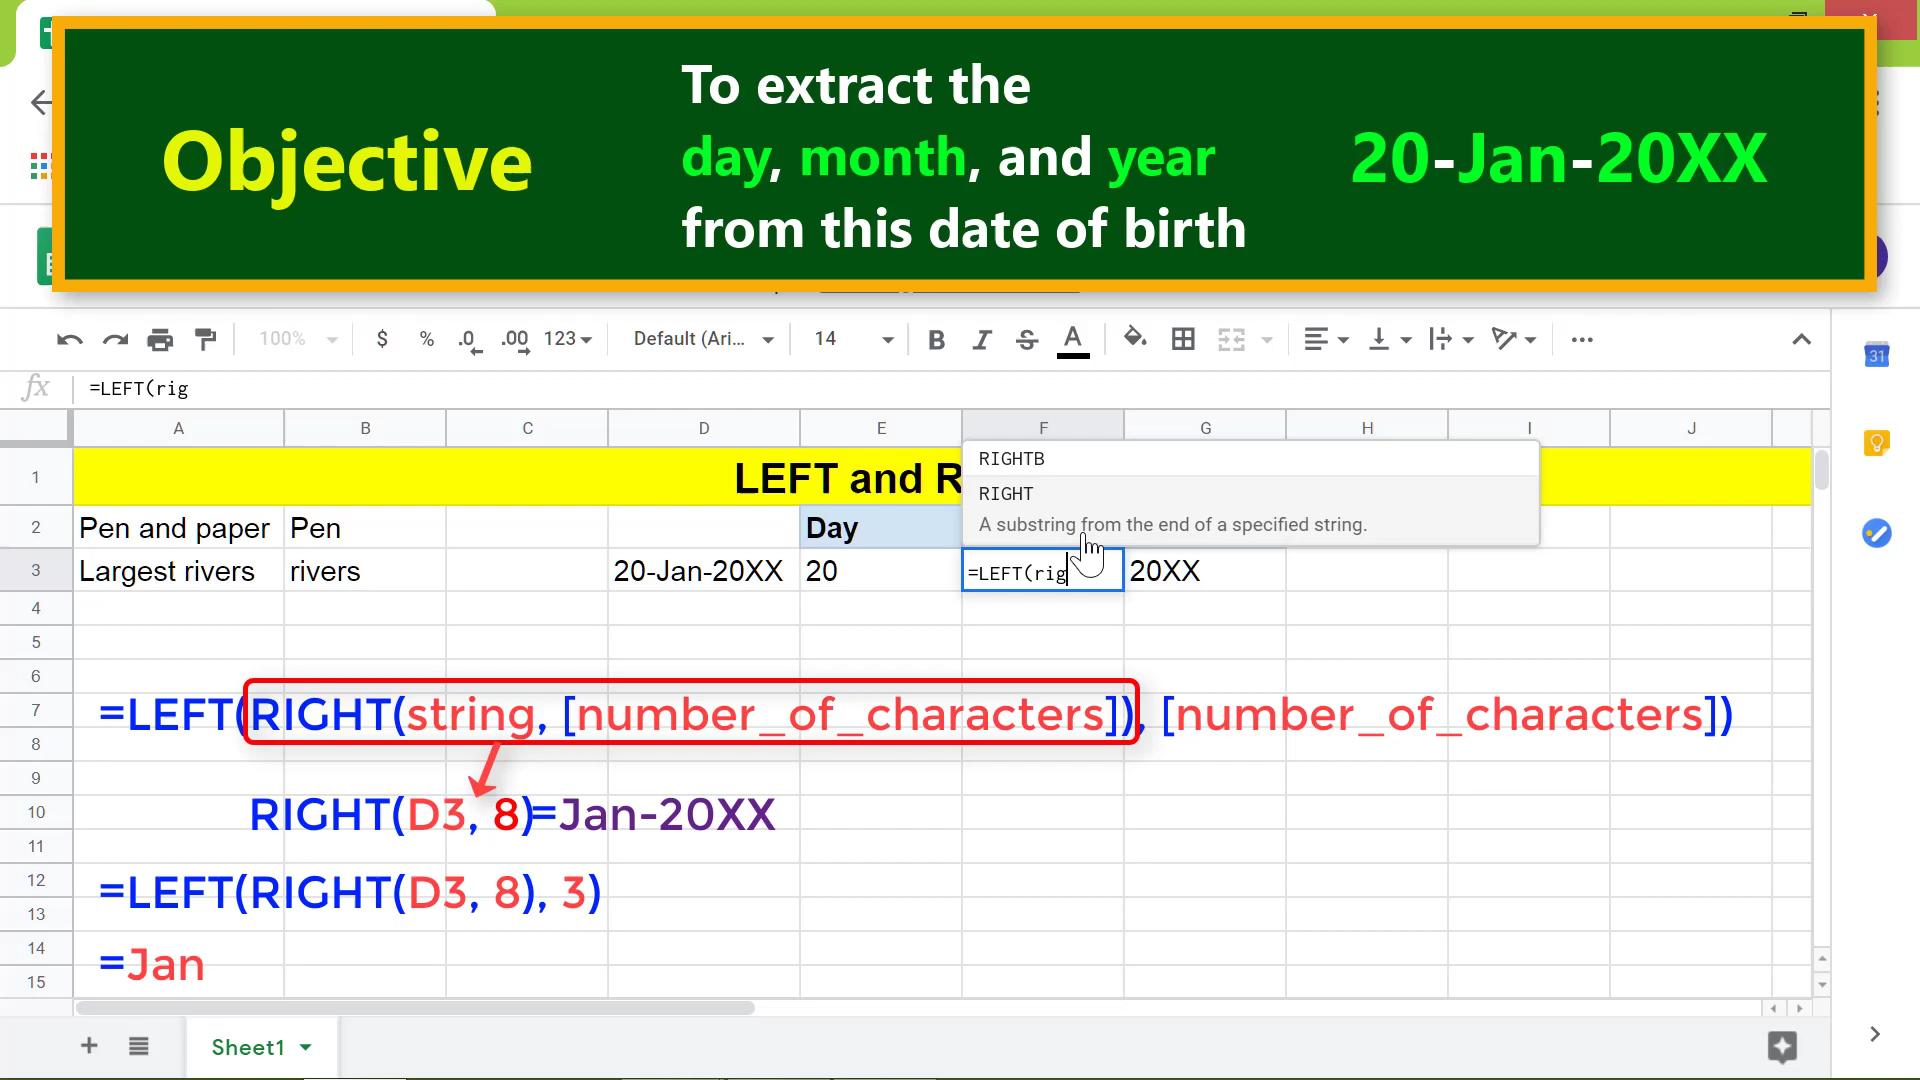 Objective
To extract the
day, month, and year
from this date of birth
20-Jan-20XX
100% $ % .0 .00 123 Default (Ari... 14 B I S A
31
fx =LEFT(rig
A B C D E F G H I J
1 LEFT and R
RIGHTB
RIGHT
A substring from the end of a specified string.
2 Pen and paper Pen Day
3 Largest rivers rivers 20-Jan-20XX 20 =LEFT(rig 20XX
4
5
6
7
=LEFT(RIGHT(string, [number_of_characters]), [number_of_characters])
8
9
10
RIGHT(D3, 8)=Jan-20XX
11
12
=LEFT(RIGHT(D3, 8), 3)
13
14
=Jan
15
Sheet1